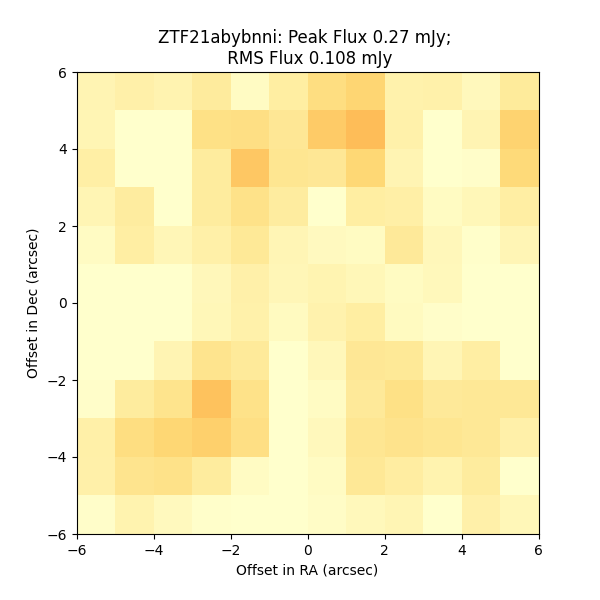 ZTF21abybnni: Peak Flux 0.27 mJy;
RMS Flux 0.108 mJy
6
4
2
0
−2
−4
−6
Offset in Dec (arcsec)
−6 −4 −2 0 2 4 6
Offset in RA (arcsec)